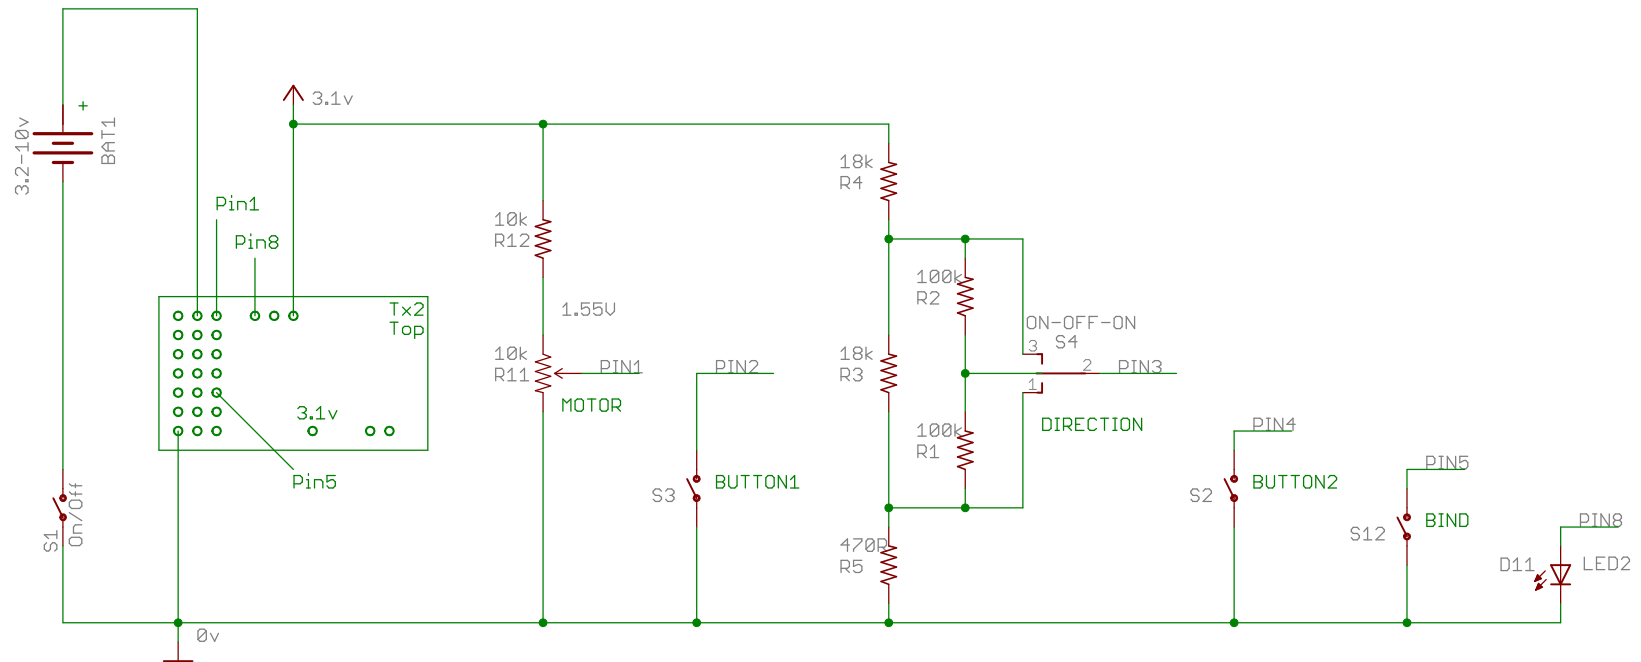 3.1v
+
BAT1
3.2-10v
18k
R4
Pin1
10k
R12
Pin8
100k
R2
1.55V
Tx2
Top
ON-OFF-ON
S4
3
10k
R11
PIN1
PIN2
18k
R3
2
PIN3
1
MOTOR
3.1v
DIRECTION
100k
R1
PIN4
Pin5
S3
BUTTON1
S2
BUTTON2
PIN5
S1
On/Off
S12
BIND
PIN8
470R
R5
D11
LED2
0v